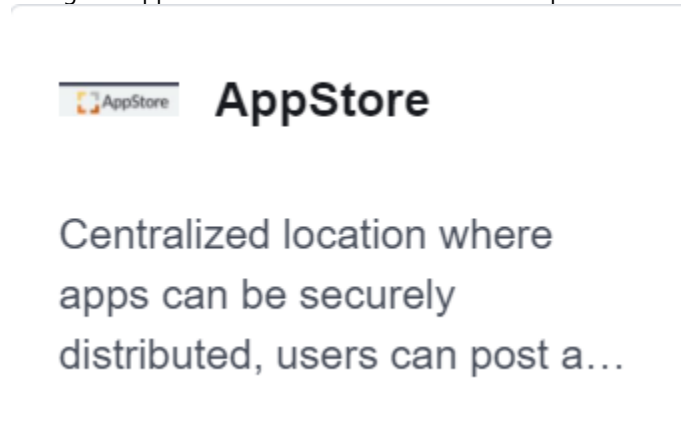 AppStore AppStore
Centralized location where
apps can be securely
distributed, users can post a…